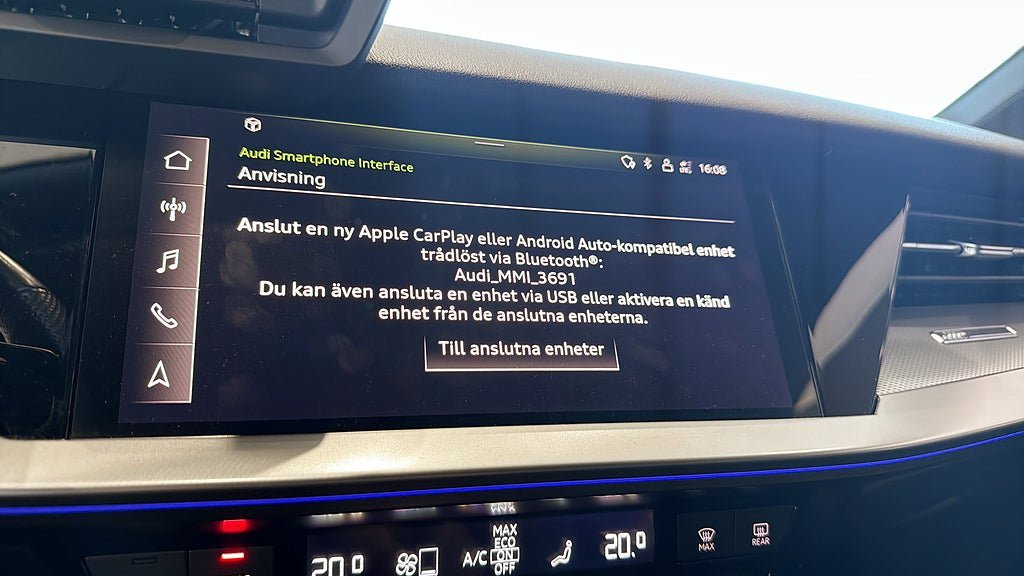 Audi Smartphone Interface
16:08
Anvisning
Anslut en ny Apple CarPlay eller Android Auto-kompatibel enhet
trådlöst via Bluetooth®:
Audi_MMI_3691
Du kan även ansluta en enhet via USB eller aktivera en känd
enhet från de anslutna enheterna.
Till anslutna enheter
MAX
ECO
A/C ON
OFF
20.0
20.0
MAX
REAR